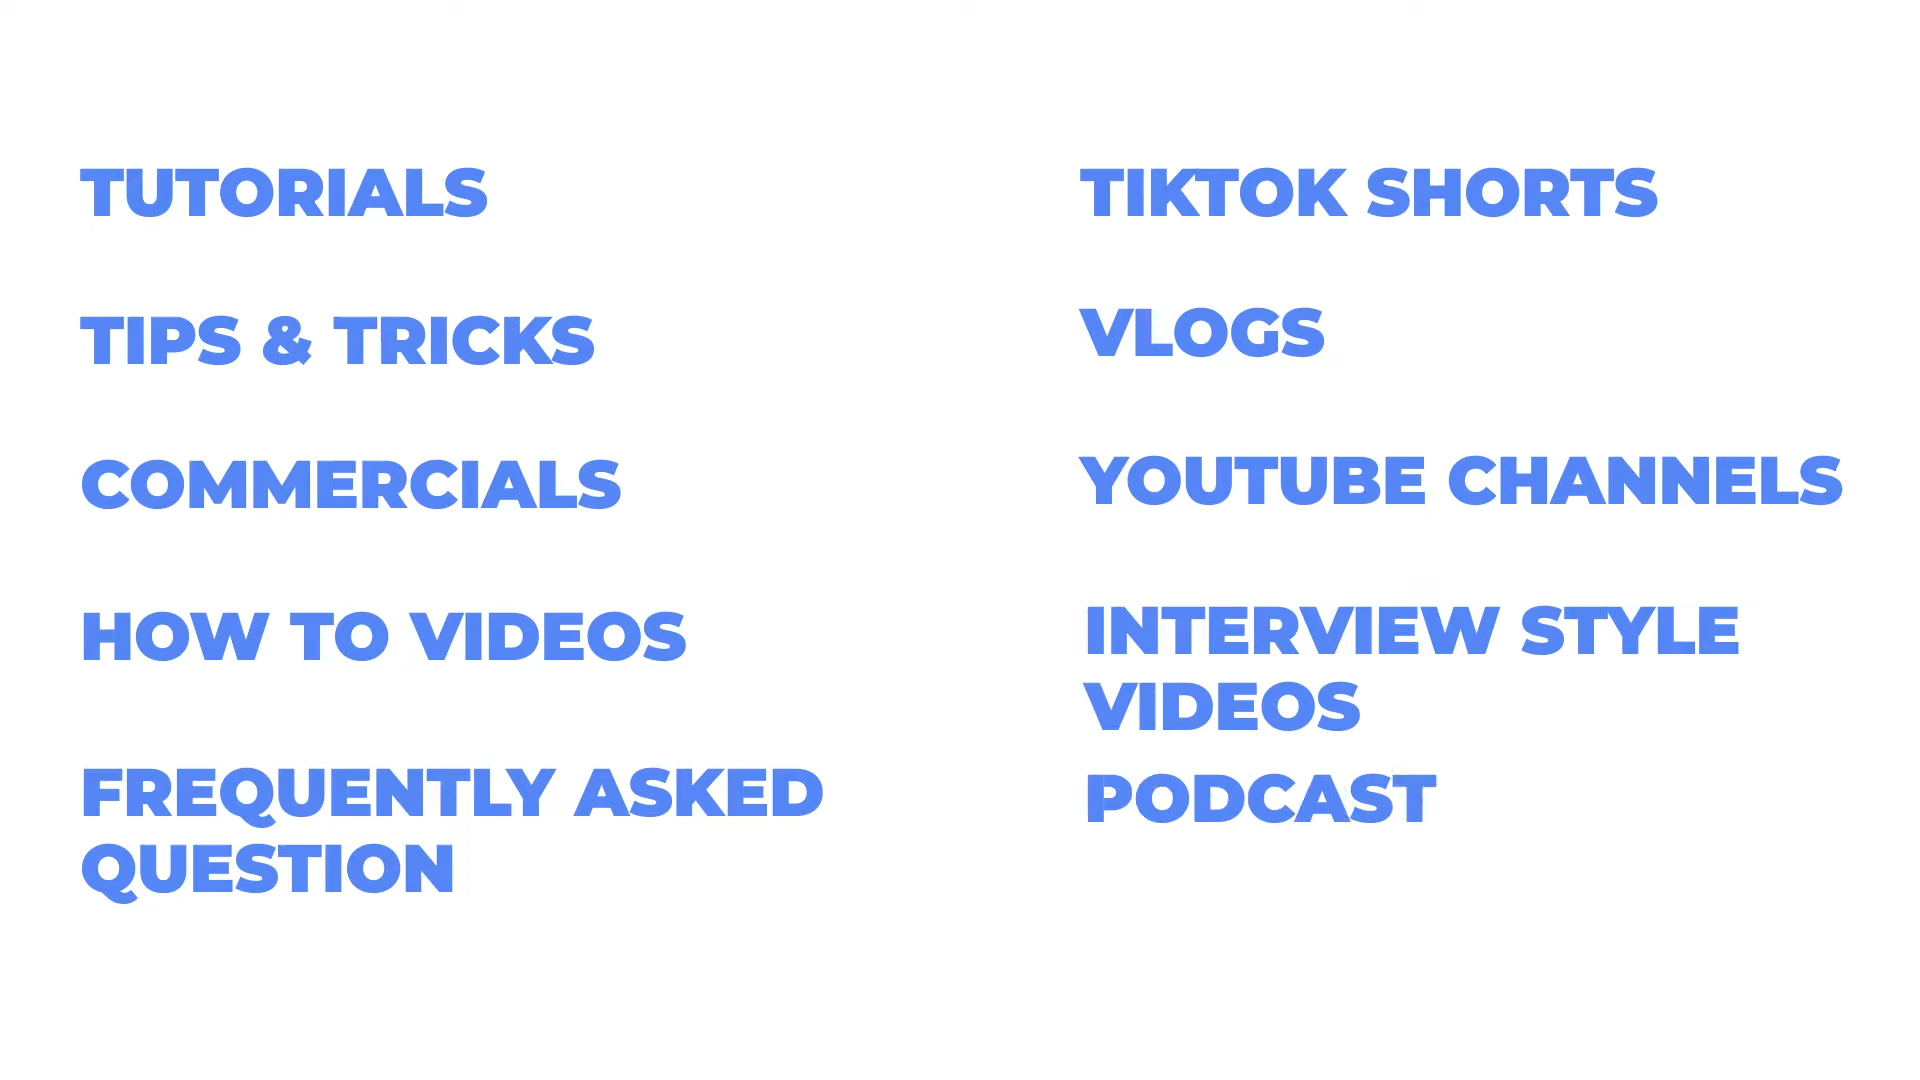 TUTORIALS
TIPS & TRICKS
COMMERCIALS
HOW TO VIDEOS
FREQUENTLY ASKED
QUESTION
TIKTOK SHORTS
VLOGS
YOUTUBE CHANNELS
INTERVIEW STYLE
VIDEOS
PODCAST